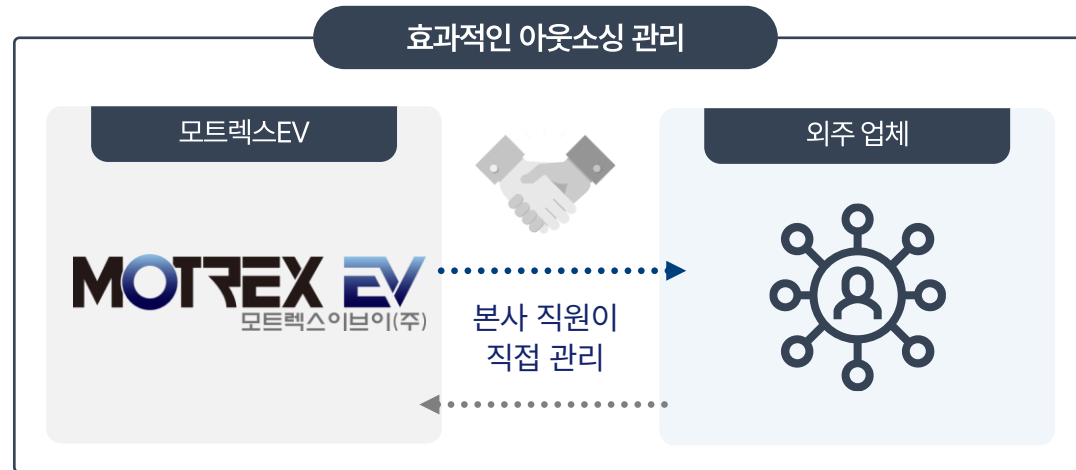 효과적인 아웃소싱 관리
모트렉스EV
외주 업체
MOTREX EV
모트렉스이브이(주)
본사 직원이
직접 관리